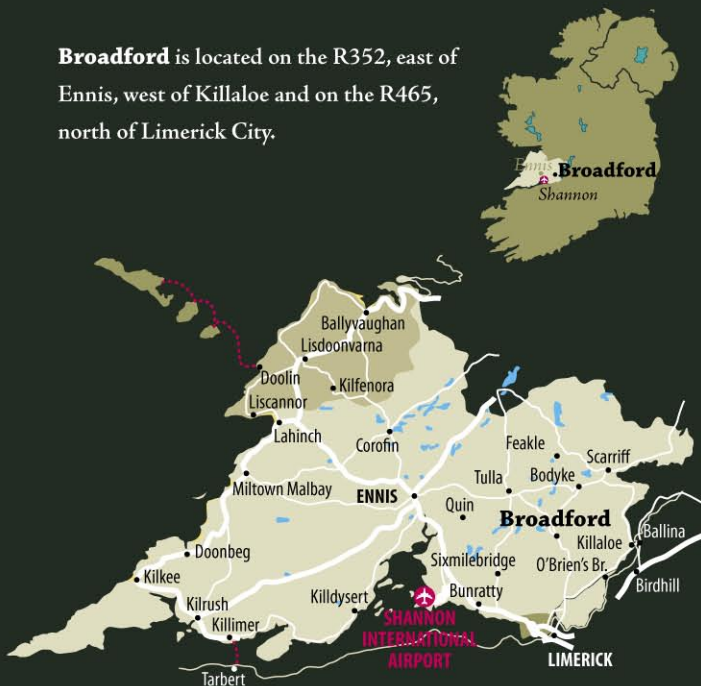 Broadford is located on the R352, east of
Ennis, west of Killaloe and on the R465,
north of Limerick City.
Ennis
Broadford
Shannon
Ballyvaughan
Lisdoonvarna
Doolin
Kilfenora
Liscannor
Lahinch
Corofin
Feakle
Scarriff
Tulla
Bodyke
Miltown Malbay
ENNIS
Quin
Broadford
Killaloe
Ballina
Doonbeg
Sixmilebridge
O'Brien's Br.
Kilkee
Birdhill
Kilrush
Killdysert
Bunratty
Killimer
SHANNON
INTERNATIONAL
AIRPORT
LIMERICK
Tarbert